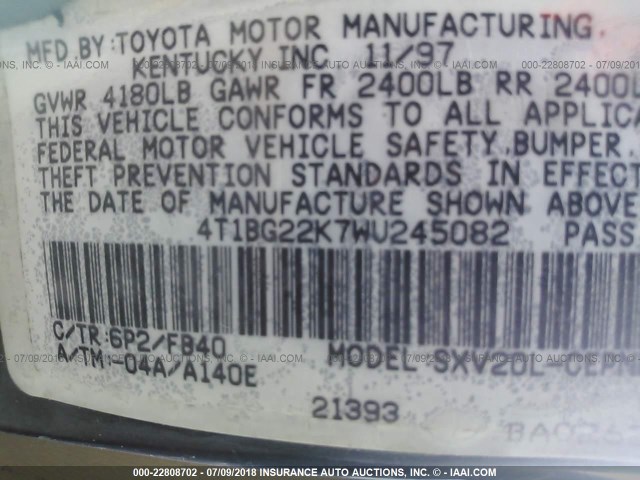 MFD.BY:TOYOTA MOTOR MANUFACTURING.
KENTUCKY,INC. 11/97
GVWR 4180LB GAWR FR 2400LB RR 2400L
THIS VEHICLE CONFORMS TO ALL APPLICA
FEDERAL MOTOR VEHICLE SAFETY,BUMPER,
THEFT PREVENTION STANDARDS IN EFFECT
THE DATE OF MANUFACTURE SHOWN ABOVE
4T1BG22K7WU245082 PASS
C/TR:6P2/FB40
A/TM:-04A/A140E
MODEL SXV20L-
21393
000-22808702 - 07/09/2018 - INSURANCE AUTO AUCTIONS - © - IAAI.COM